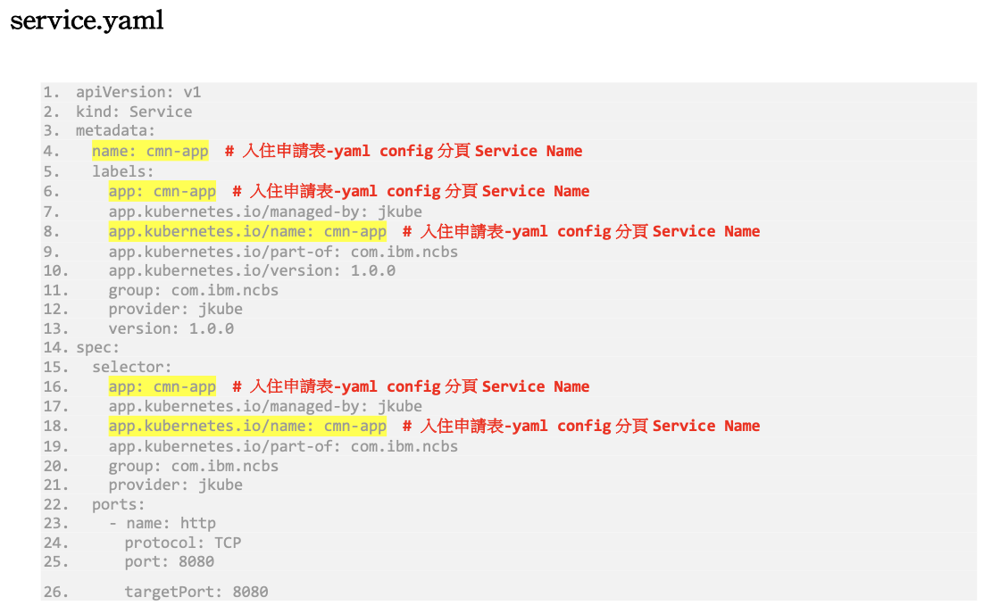 service.yaml
1. apiVersion: v1
2. kind: Service
3. metadata:
4. name: cmn-app # 入住申請表-yaml config 分頁 Service Name
5. labels:
6. app: cmn-app # 入住申請表-yaml config 分頁 Service Name
7. app.kubernetes.io/managed-by: jkube
8. app.kubernetes.io/name: cmn-app # 入住申請表-yaml config 分頁 Service Name
9. app.kubernetes.io/part-of: com.ibm.ncbs
10. app.kubernetes.io/version: 1.0.0
11. group: com.ibm.ncbs
12. provider: jkube
13. version: 1.0.0
14. spec:
15. selector:
16. app: cmn-app # 入住申請表-yaml config 分頁 Service Name
17. app.kubernetes.io/managed-by: jkube
18. app.kubernetes.io/name: cmn-app # 入住申請表-yaml config 分頁 Service Name
19. app.kubernetes.io/part-of: com.ibm.ncbs
20. group: com.ibm.ncbs
21. provider: jkube
22. ports:
23. - name: http
24. protocol: TCP
25. port: 8080
26. targetPort: 8080